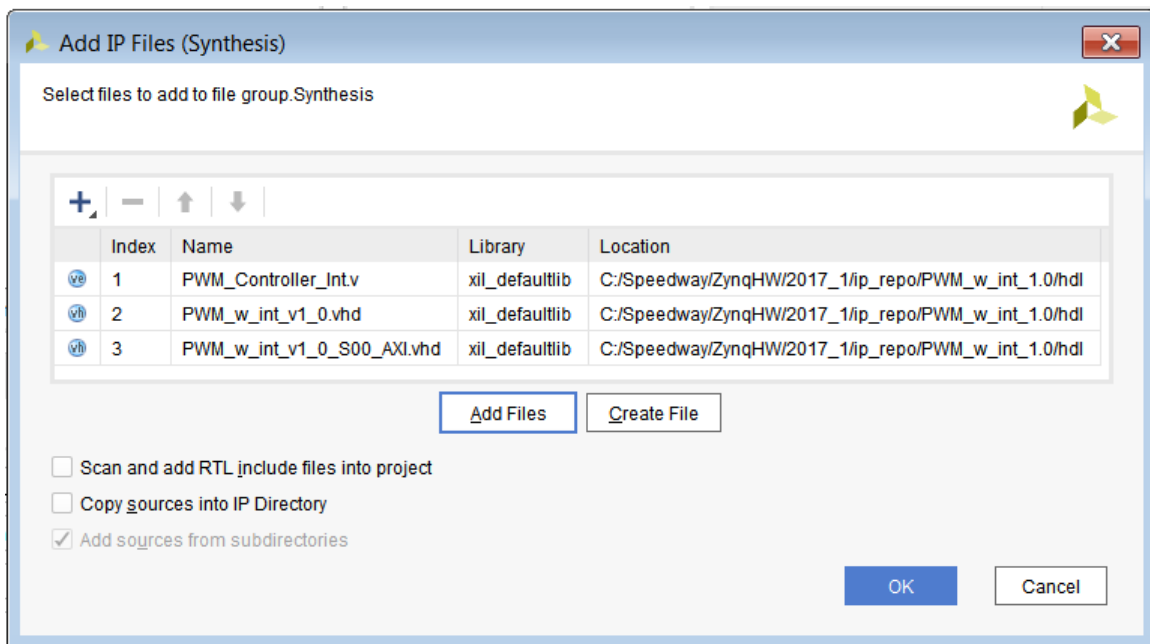 Add IP Files (Synthesis)
Select files to add to file group.Synthesis
Index Name Library Location
ve 1 PWM_Controller_Int.v xil_defaultlib C:/Speedway/ZynqHW/2017_1/ip_repo/PWM_w_int_1.0/hdl
vh 2 PWM_w_int_v1_0.vhd xil_defaultlib C:/Speedway/ZynqHW/2017_1/ip_repo/PWM_w_int_1.0/hdl
vh 3 PWM_w_int_v1_0_S00_AXI.vhd xil_defaultlib C:/Speedway/ZynqHW/2017_1/ip_repo/PWM_w_int_1.0/hdl
Add Files Create File
Scan and add RTL include files into project
Copy sources into IP Directory
Add sources from subdirectories
OK Cancel